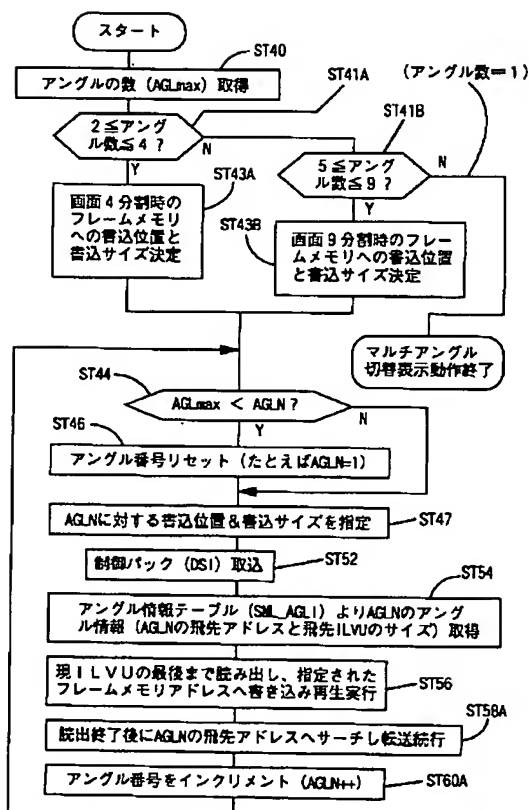 スタート
ST40
アングルの数 (AGLmax) 取得
ST41A
(アングル数=1)
2≦アング
ル数≦4 ?
N
Y
ST41B
5≦アング
ル数≦9 ?
N
Y
ST43A
画面4分割時の
フレームメモリ
への書込位置と
書込サイズ決定
ST43B
画面9分割時のフレー
ムメモリへの書込位置
と書込サイズ決定
マルチアングル
切替表示動作終了
ST44
AGLmax < AGLN ?
N
Y
ST46
アングル番号リセット (たとえばAGLN=1)
AGLNに対する書込位置&書込サイズを指定
ST47
制御パック (DSI) 取込
ST52
ST54
アングル情報テーブル (SML_AGLI) よりAGLNのアング
ル情報 (AGLNの飛先アドレスと飛先ILVUのサイズ) 取得
現ILVUの最後まで読み出し、指定された
フレームメモリアドレスへ書き込み再生実行
ST56
ST58A
読出終了後にAGLNの飛先アドレスへサーチし転送続行
ST60A
アングル番号をインクリメント (AGLN++)